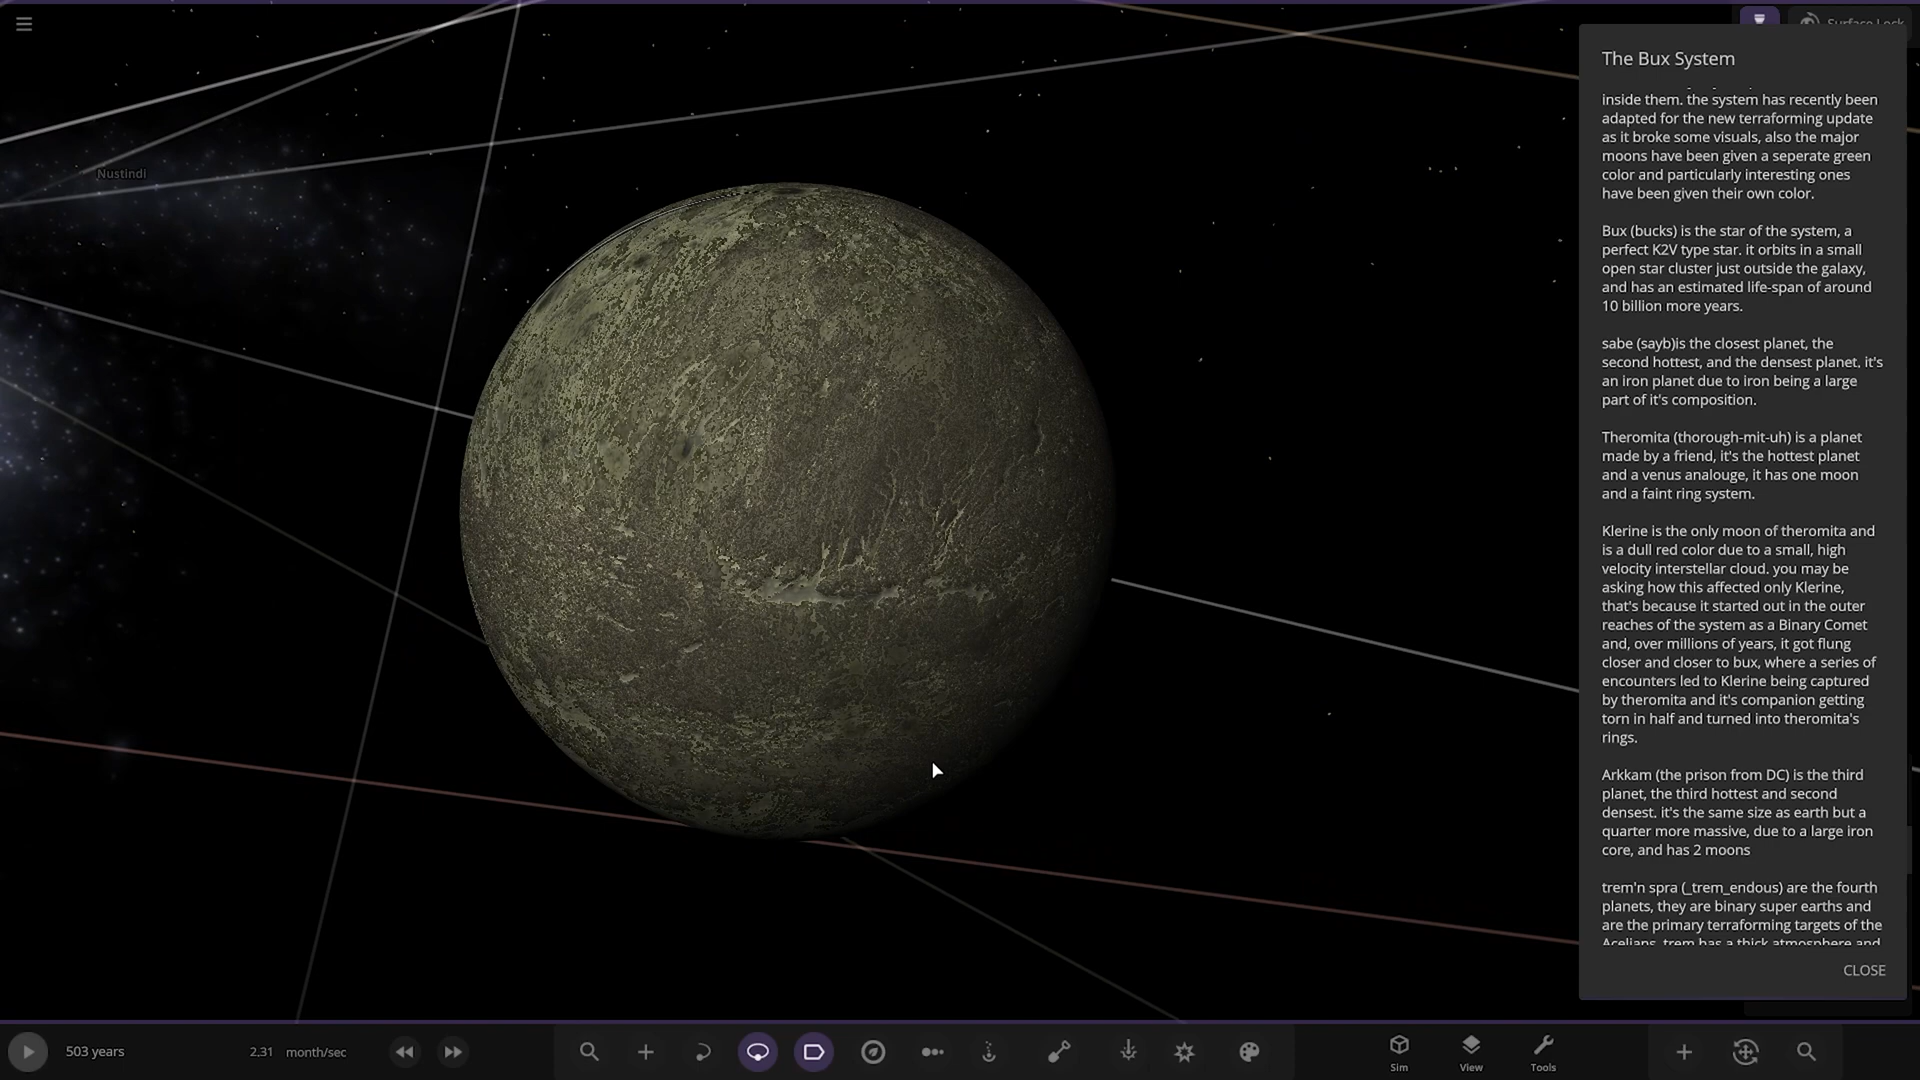 Surface Lock
The Bux System
inside them. the system has recently been
adapted for the new terraforming update
as it broke some visuals, also the major
moons have been given a seperate green
color and particularly interesting ones
have been given their own color.
Bux (bucks) is the star of the system, a
perfect K2V type star. it orbits in a small
open star cluster just outside the galaxy,
and has an estimated life-span of around
10 billion more years.
sabe (sayb)is the closest planet, the
second hottest, and the densest planet. it's
an iron planet due to iron being a large
part of it's composition.
Theromita (thorough-mit-uh) is a planet
made by a friend, it's the hottest planet
and a venus analouge, it has one moon
and a faint ring system.
Klerine is the only moon of theromita and
is a dull red color due to a small, high
velocity interstellar cloud. you may be
asking how this affected only Klerine,
that's because it started out in the outer
reaches of the system as a Binary Comet
and, over millions of years, it got flung
closer and closer to bux, where a series of
encounters led to Klerine being captured
by theromita and it's companion getting
torn in half and turned into theromita's
rings.
Arkkam (the prison from DC) is the third
planet, the third hottest and second
densest. it's the same size as earth but a
quarter more massive, due to a large iron
core, and has 2 moons
trem'n spra (_trem_endous) are the fourth
planets, they are binary super earths and
are the primary terraforming targets of the
Acelians. trem has a thick atmosphere and
CLOSE
Nustindi
503 years
2.31 month/sec
Sim
View
Tools